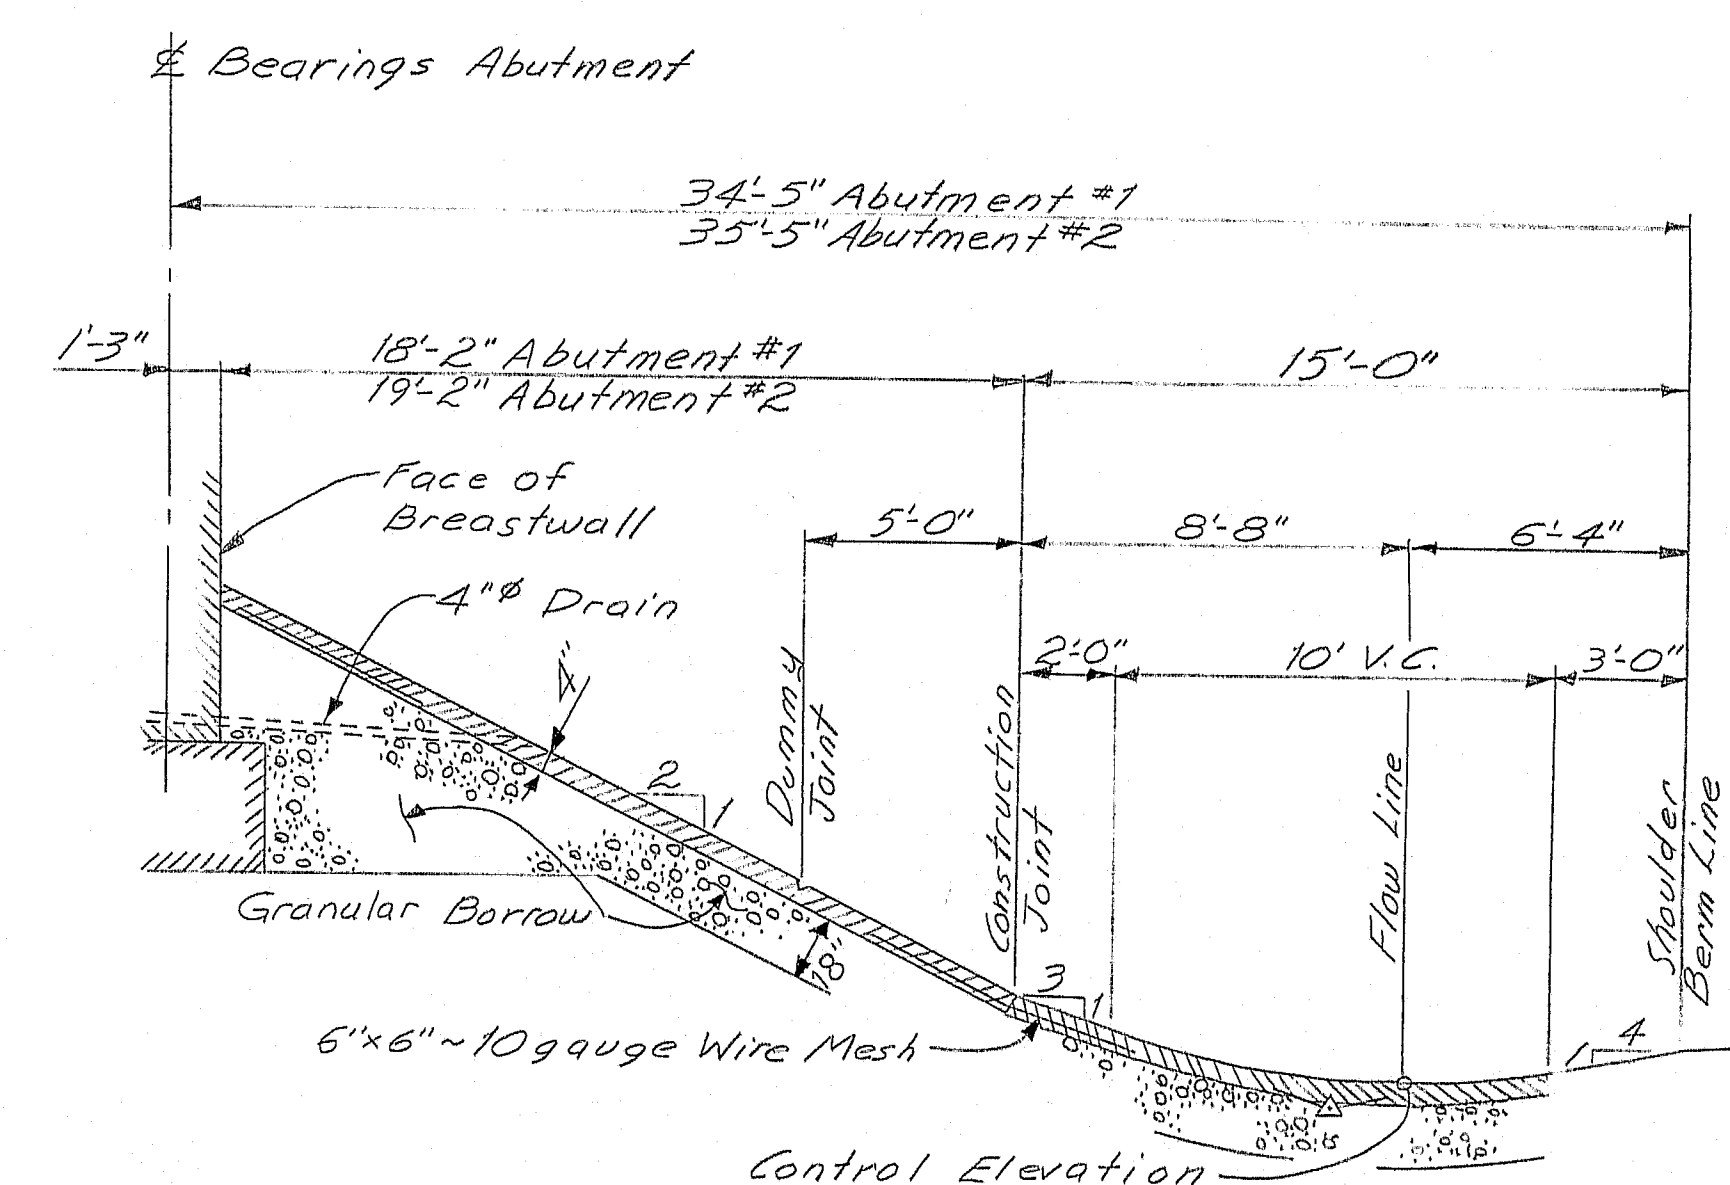 ℄ Bearings Abutment
34'-5" Abutment #1
35'-5" Abutment #2
1'-3"
18'-2" Abutment #1
19'-2" Abutment #2
15'-0"
Face of
Breastwall
5'-0"
8'-8"
6'-4"
4"ø Drain
2'-0"
10' V.C.
3'-0"
4"
2
1
Dummy
Joint
Construction
Joint
Flow Line
Shoulder
Berm Line
Granular Borrow
18"
3
1
6"x6"~10gauge Wire Mesh
1
4
Control Elevation